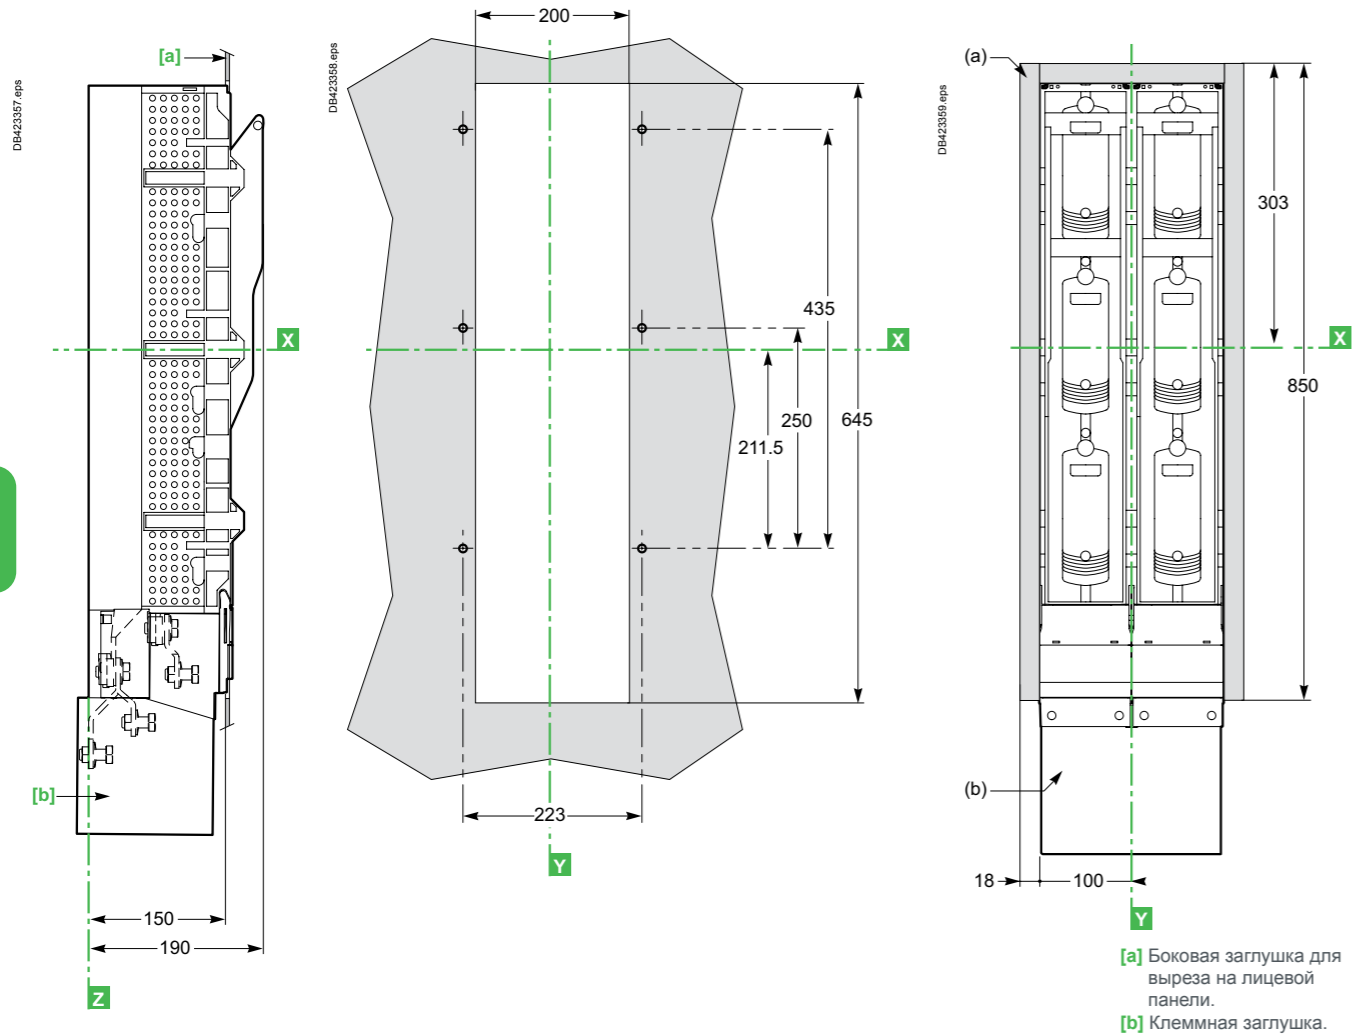 DB423357.eps
[a]
X
[b]
150
190
Z
DB423358.eps
200
435
X
250
645
211.5
223
Y
DB423359.eps
(a)
303
X
850
(b)
18
100
Y
[a] Боковая заглушка для
выреза на лицевой
панели.
[b] Клеммная заглушка.